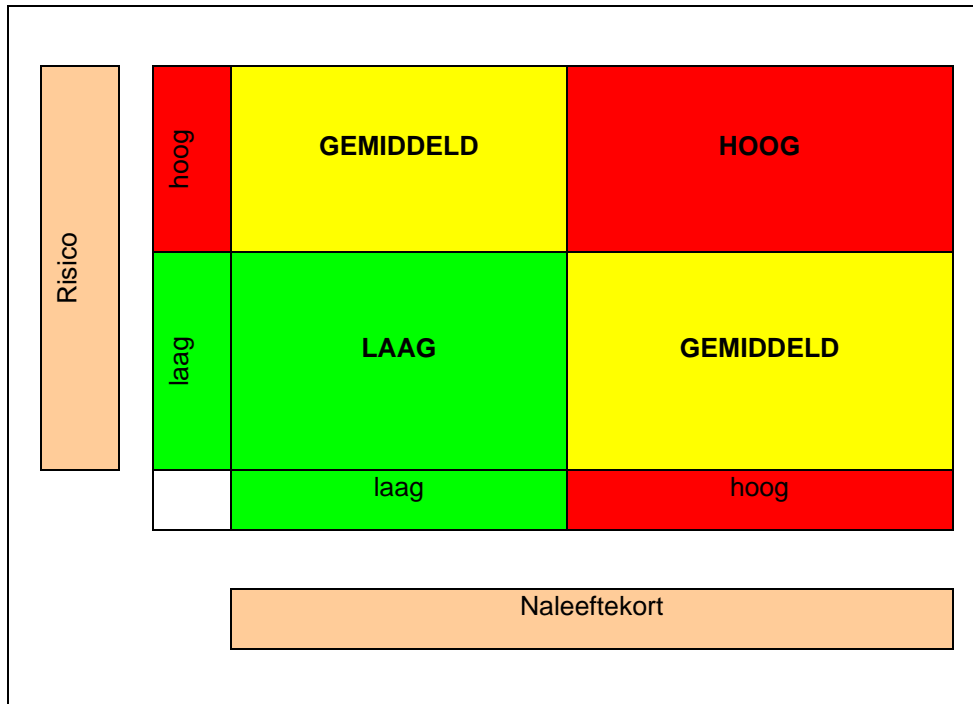 Risico
hoog
GEMIDDELD
HOOG
laag
LAAG
GEMIDDELD
laag
hoog
Naleeftekort